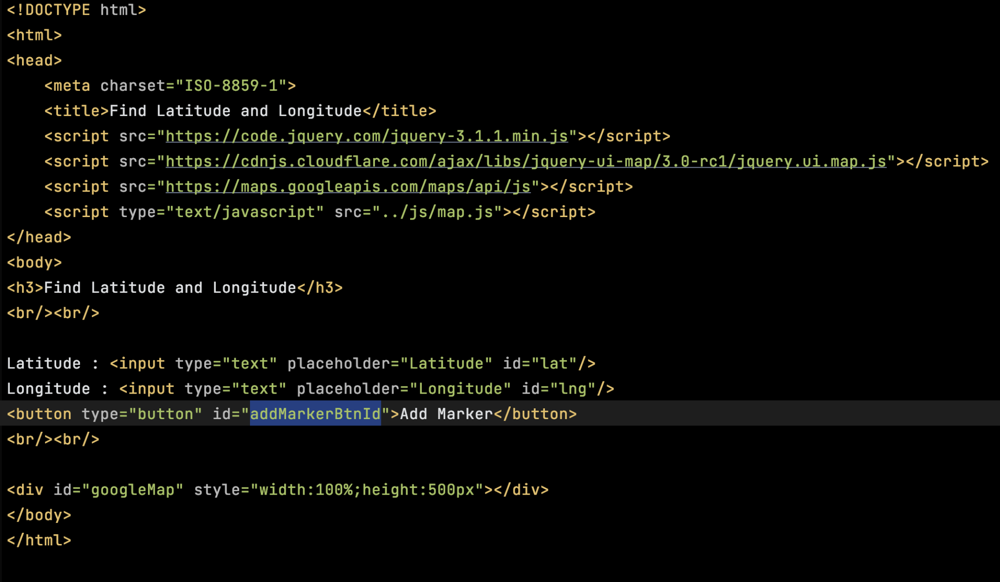 <!DOCTYPE html>
<html>
<head>
    <meta charset="ISO-8859-1">
    <title>Find Latitude and Longitude</title>
    <script src="https://code.jquery.com/jquery-3.1.1.min.js"></script>
    <script src="https://cdnjs.cloudflare.com/ajax/libs/jquery-ui-map/3.0-rc1/jquery.ui.map.js"></script>
    <script src="https://maps.googleapis.com/maps/api/js"></script>
    <script type="text/javascript" src="../js/map.js"></script>
</head>
<body>
<h3>Find Latitude and Longitude</h3>
<br/><br/>

Latitude : <input type="text" placeholder="Latitude" id="lat"/>
Longitude : <input type="text" placeholder="Longitude" id="lng"/>
<button type="button" id="addMarkerBtnId">Add Marker</button>
<br/><br/>

<div id="googleMap" style="width:100%;height:500px"></div>
</body>
</html>